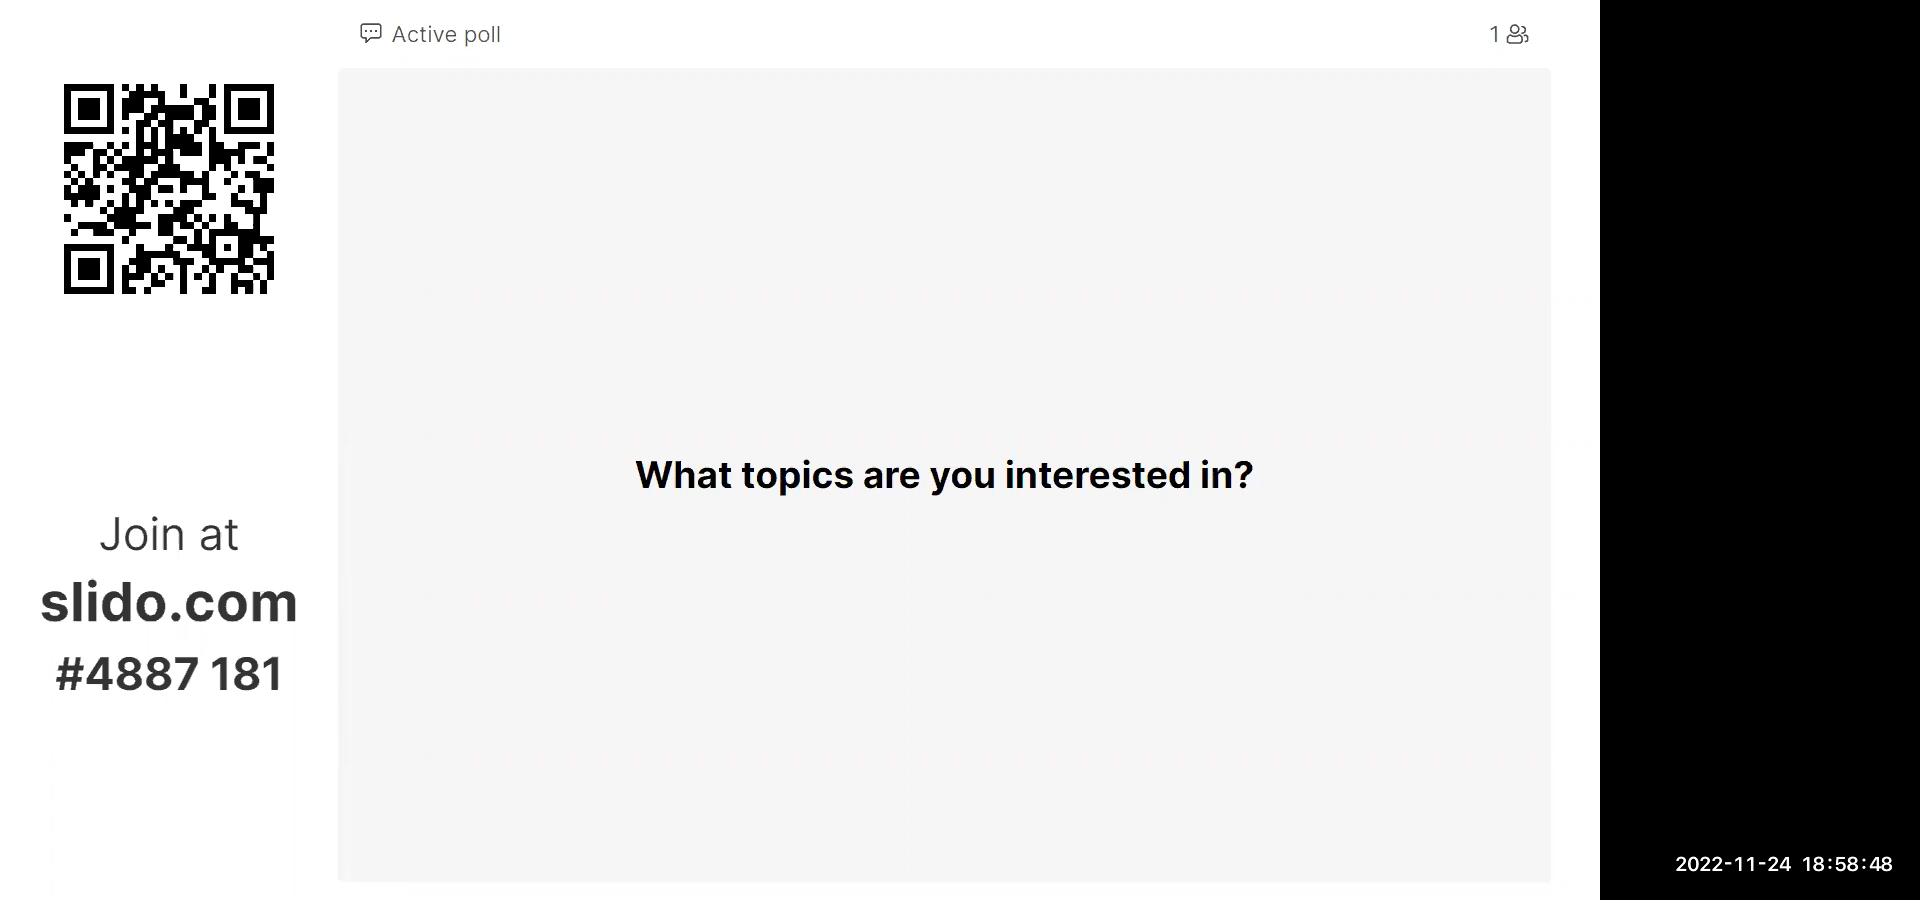 Active poll
1
What topics are you interested in?
Join at
slido.com
#4887 181
2022-11-24 18:58:48